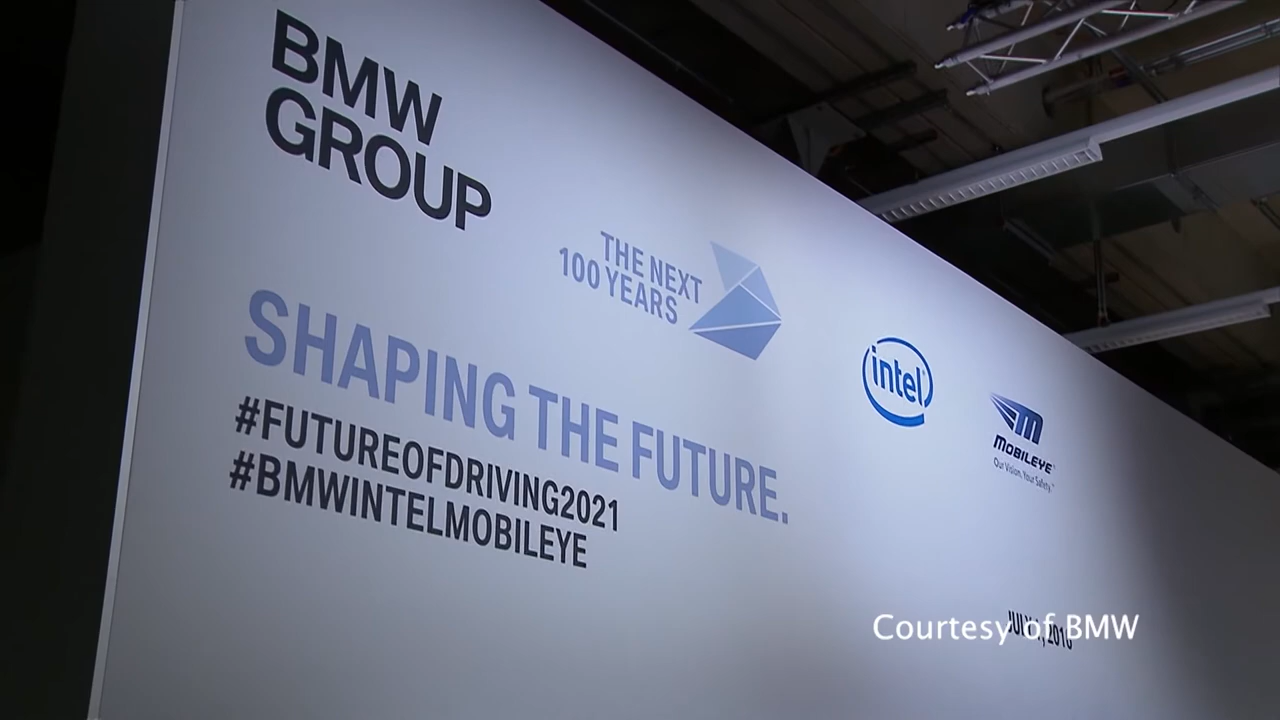 BMW
GROUP
THE NEXT
100 YEARS
SHAPING THE FUTURE.
#FUTUREOFDRIVING2021
#BMWINTELMOBILEYE
intel
MOBILEYE
Our Vision. Your Safety.
Courtesy of BMW